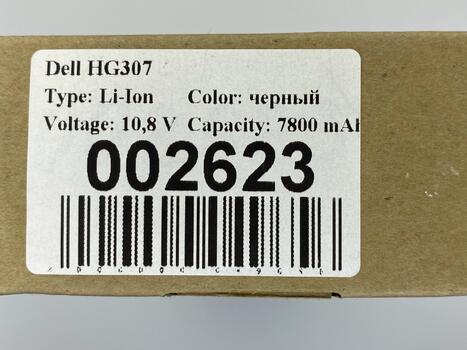 Dell HG307
Type: Li-Ion Color: черный
Voltage: 10,8 V Capacity: 7800 mAh
002623